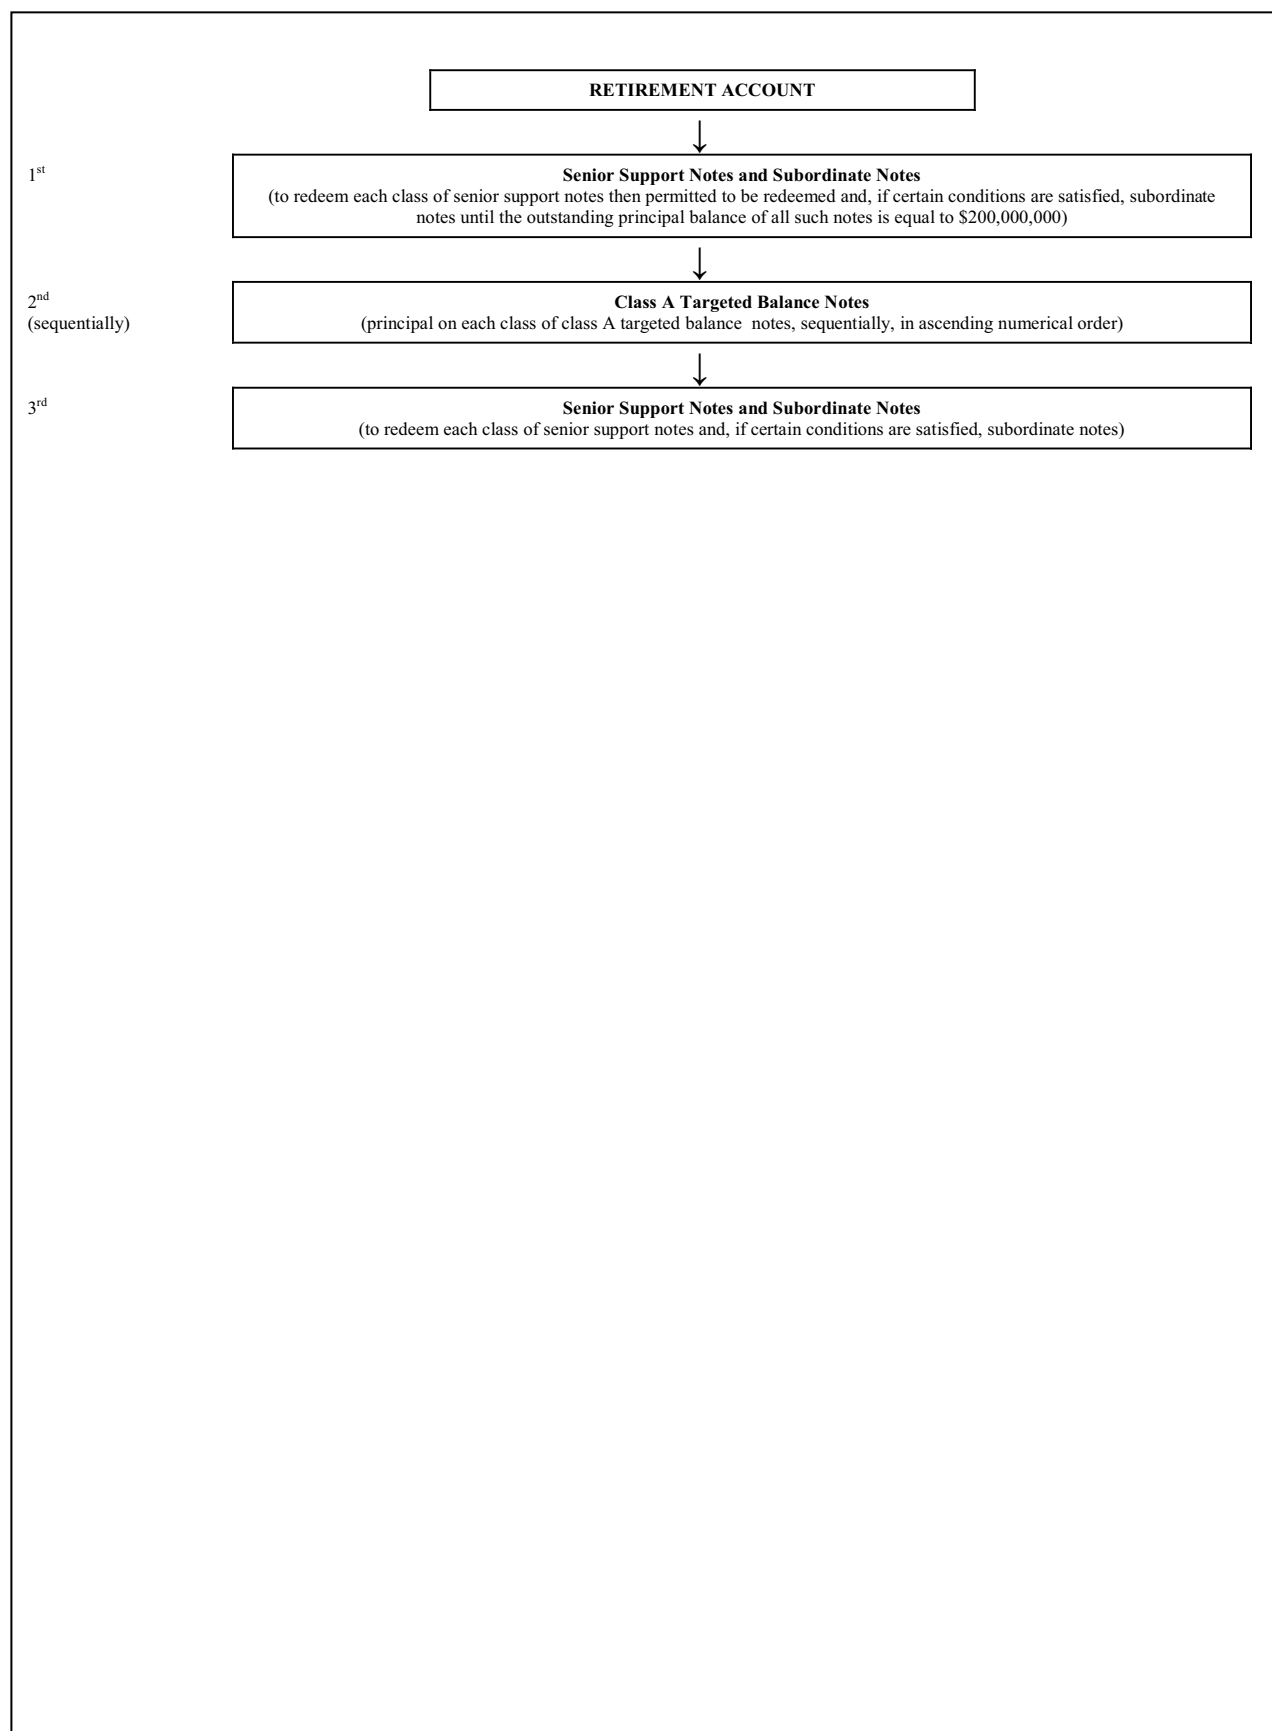 RETIREMENT ACCOUNT
1st
Senior Support Notes and Subordinate Notes
(to redeem each class of senior support notes then permitted to be redeemed and, if certain conditions are satisfied, subordinate
notes until the outstanding principal balance of all such notes is equal to $200,000,000)
2nd
(sequentially)
Class A Targeted Balance Notes
(principal on each class of class A targeted balance notes, sequentially, in ascending numerical order)
3rd
Senior Support Notes and Subordinate Notes
(to redeem each class of senior support notes and, if certain conditions are satisfied, subordinate notes)